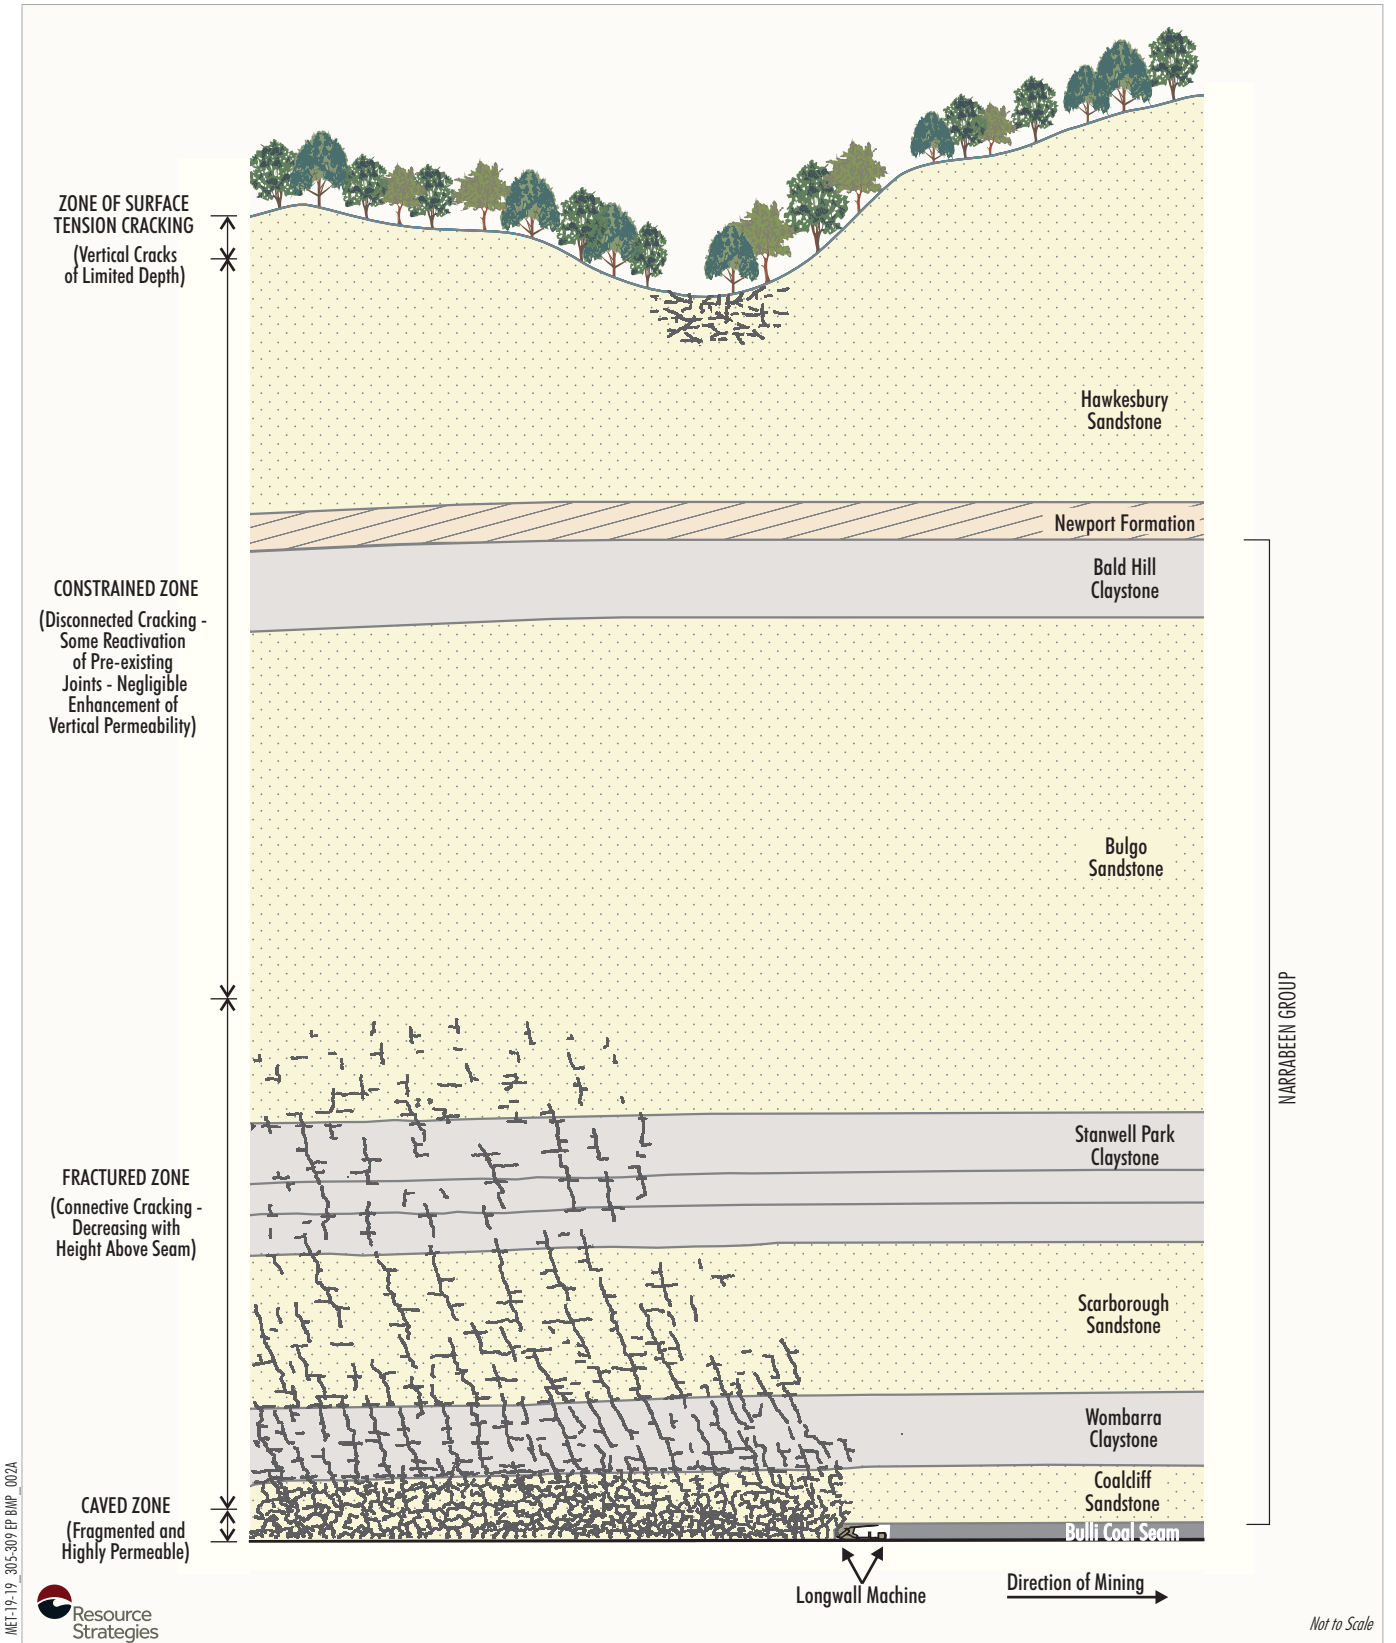 ZONE OF SURFACE
TENSION CRACKING
(Vertical Cracks
of Limited Depth)
Hawkesbury
Sandstone
Newport Formation
Bald Hill
Claystone
CONSTRAINED ZONE
(Disconnected Cracking -
Some Reactivation
of Pre-existing
Joints - Negligible
Enhancement of
Vertical Permeability)
Bulgo
Sandstone
NARRABEEN GROUP
Stanwell Park
Claystone
FRACTURED ZONE
(Connective Cracking -
Decreasing with
Height Above Seam)
Scarborough
Sandstone
Wombarra
Claystone
Coalcliff
Sandstone
CAVED ZONE
(Fragmented and
Highly Permeable)
Bulli Coal Seam
Longwall Machine
Direction of Mining
MET-19-19_305-309 EP BMP_002A
Resource
Strategies
Not to Scale